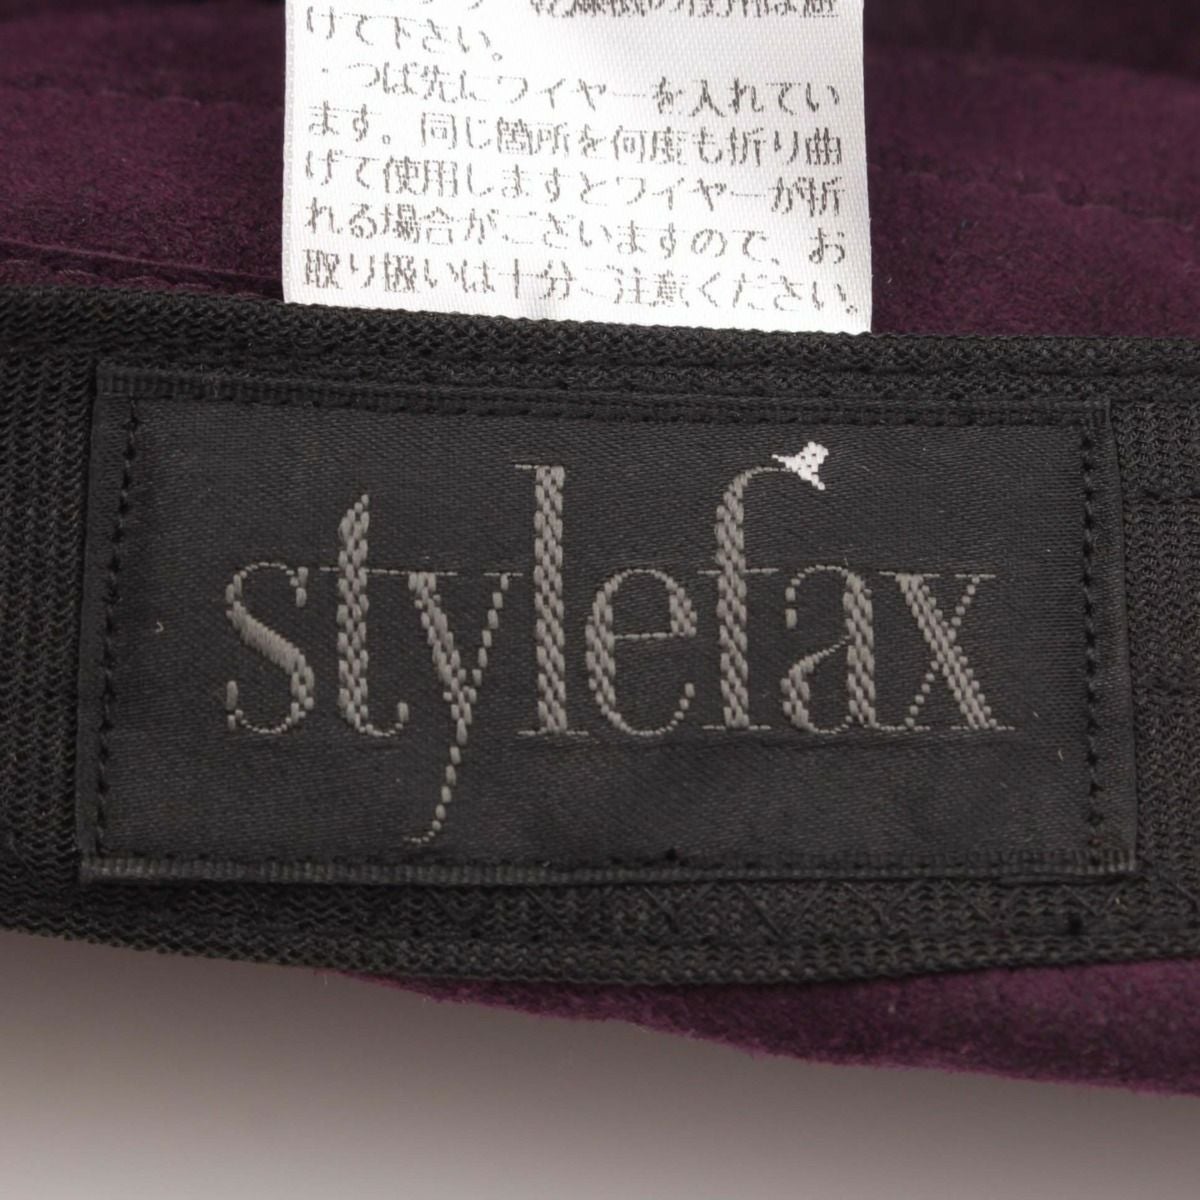 けて下さい。
・つば先にワイヤーを入れてい
ます。同じ箇所を何度も折り曲
げて使用しますとワイヤーが折
れる場合がございますので、お
取り扱いは十分ご注意ください。
stylefax